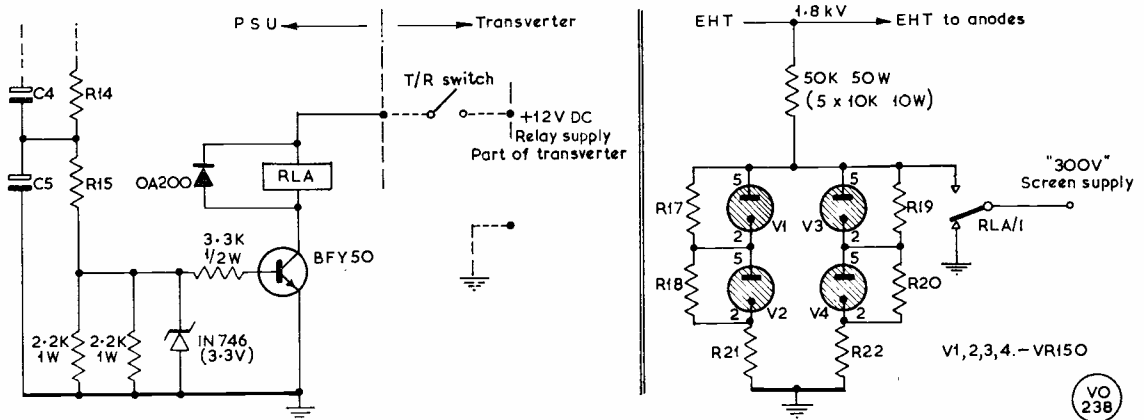 PSU
Transverter
C4
R14
T/R switch
+12V DC
Relay supply
Part of transverter
C5
R15
OA200
RLA
3·3K
1/2W
BFY50
2·2K
1W
2·2K
1W
IN746
(3·3V)
EHT
1·8 kV
EHT to anodes
50K 50W
(5 x 10K 10W)
"300V"
Screen supply
R17
5
V1
2
V3
5
2
R19
RLA/1
R18
5
V2
2
5
V4
2
R20
R21
R22
V1,2,3,4.–VR150
VO
238